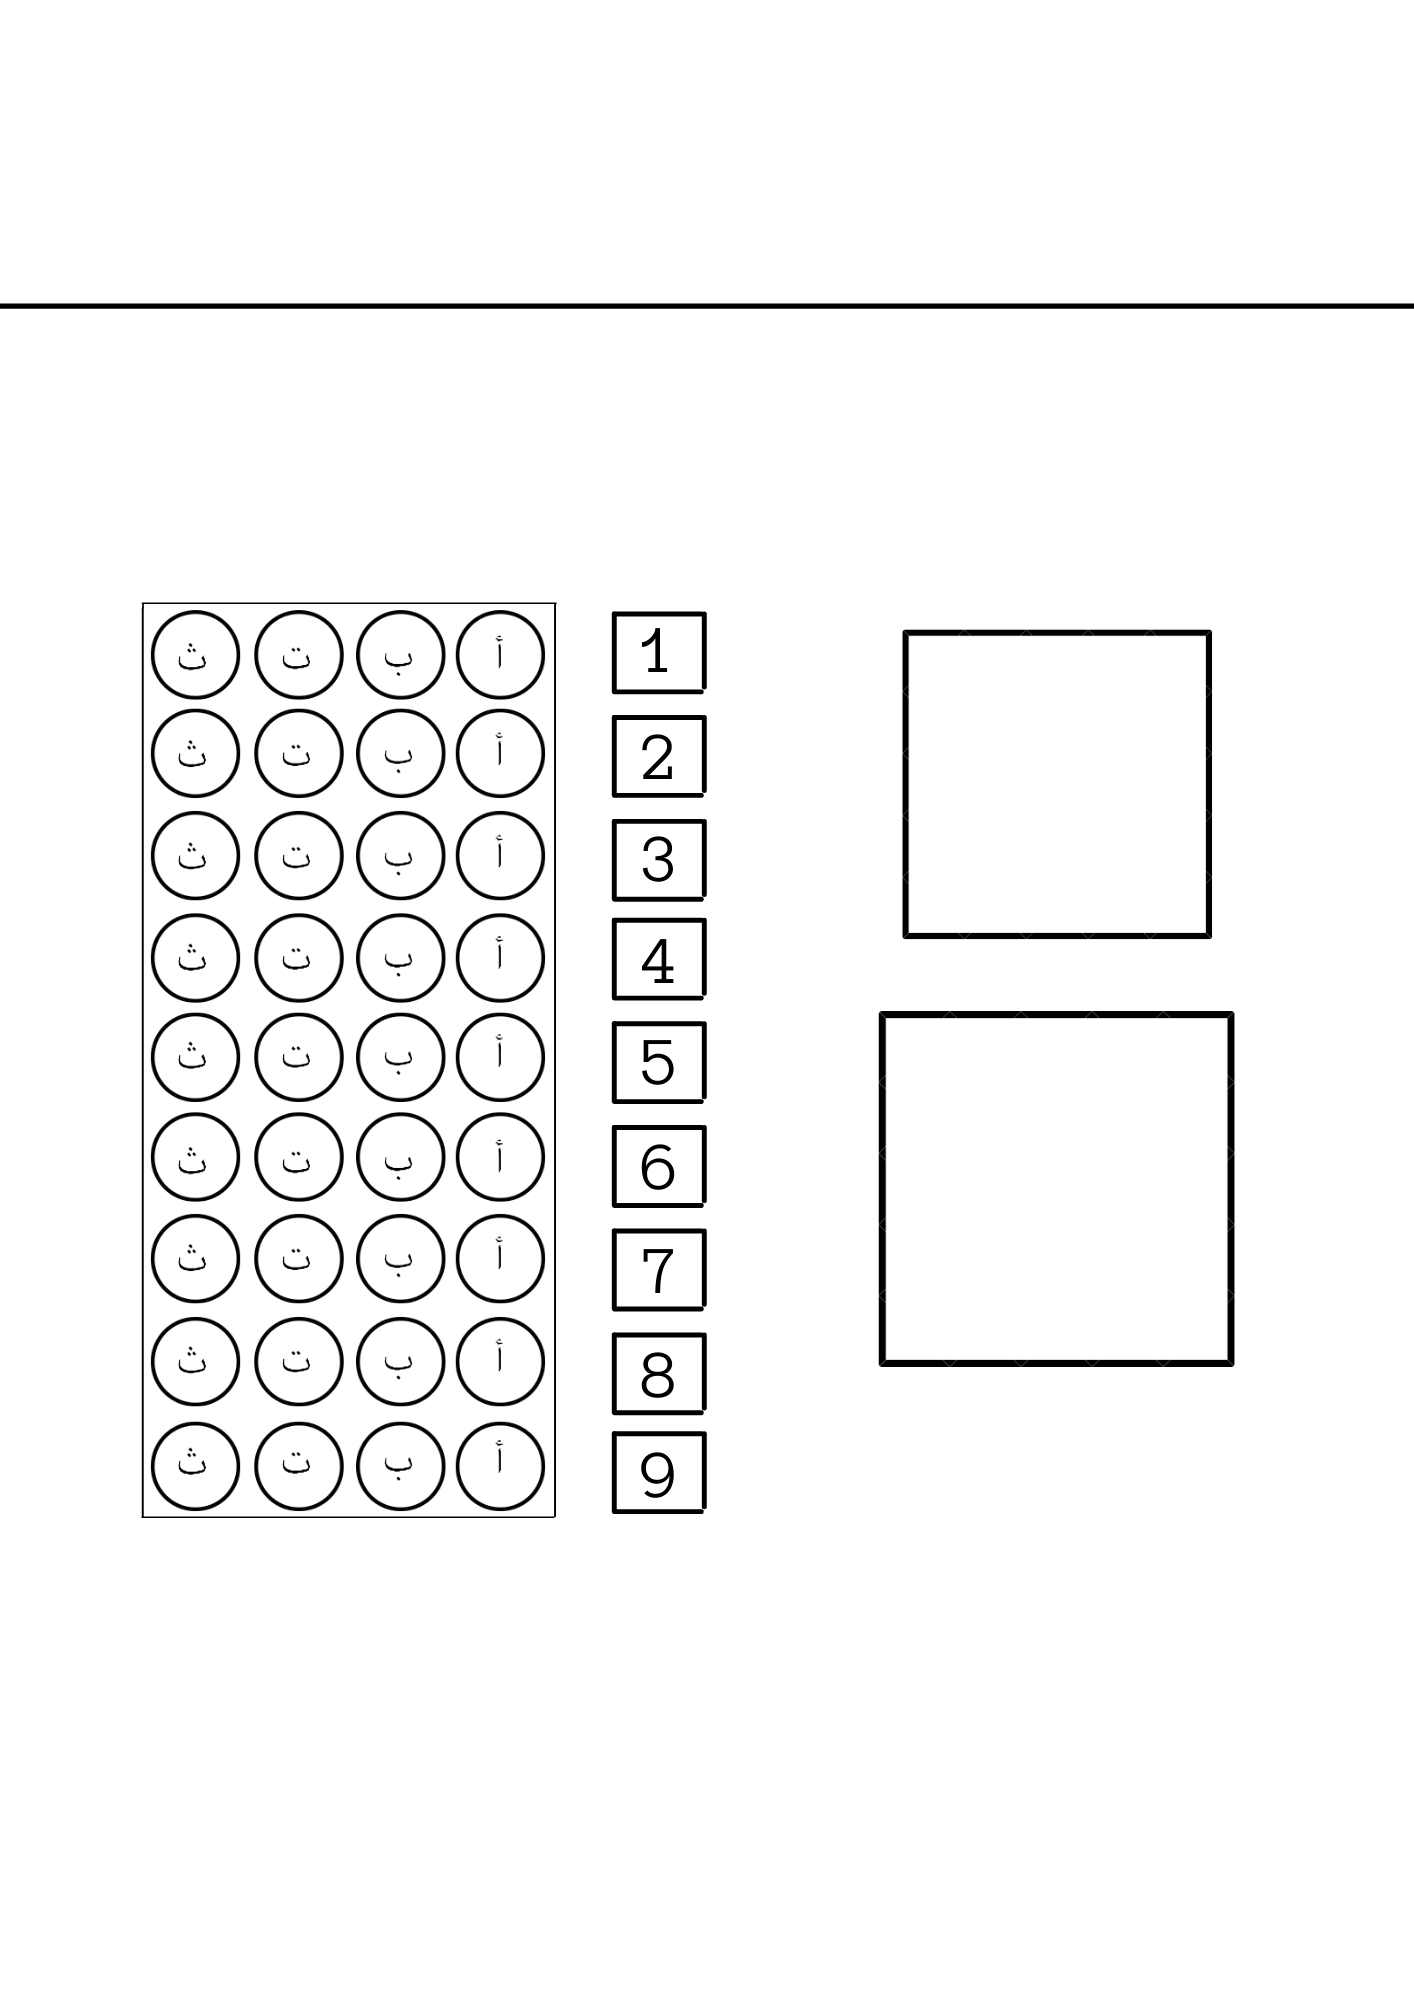 1 أ ب ت ث
2 أ ب ت ث
3 أ ب ت ث
4 أ ب ت ث
5 أ ب ت ث
6 أ ب ت ث
7 أ ب ت ث
8 أ ب ت ث
9 أ ب ت ث